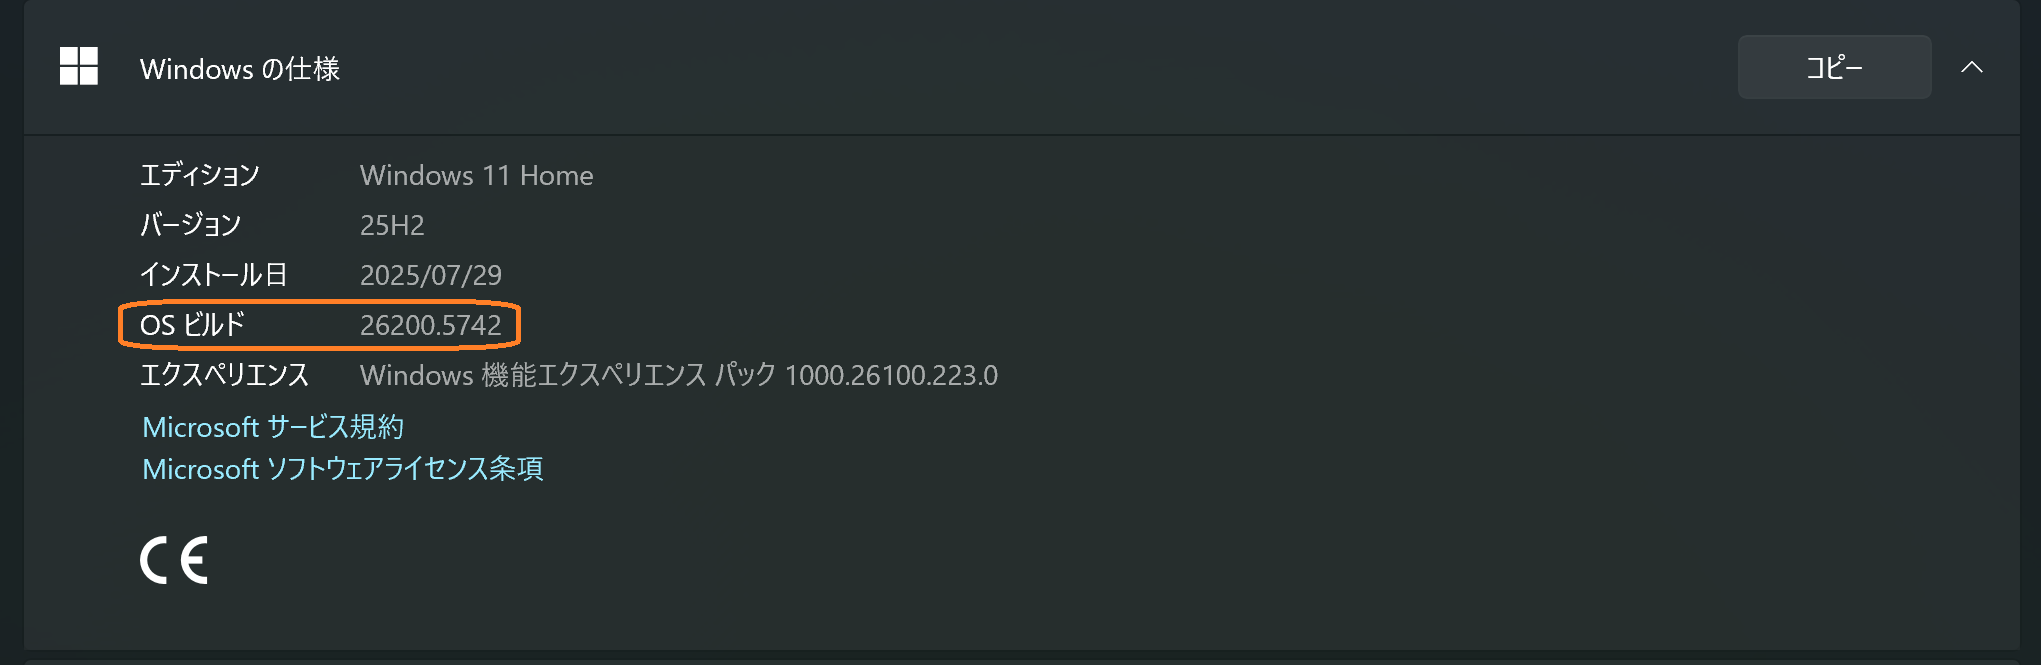 Windows の仕様
コピー
エディション Windows 11 Home
バージョン 25H2
インストール日 2025/07/29
OS ビルド 26200.5742
エクスペリエンス Windows 機能エクスペリエンス パック 1000.26100.223.0
Microsoft サービス規約
Microsoft ソフトウェアライセンス条項
CE